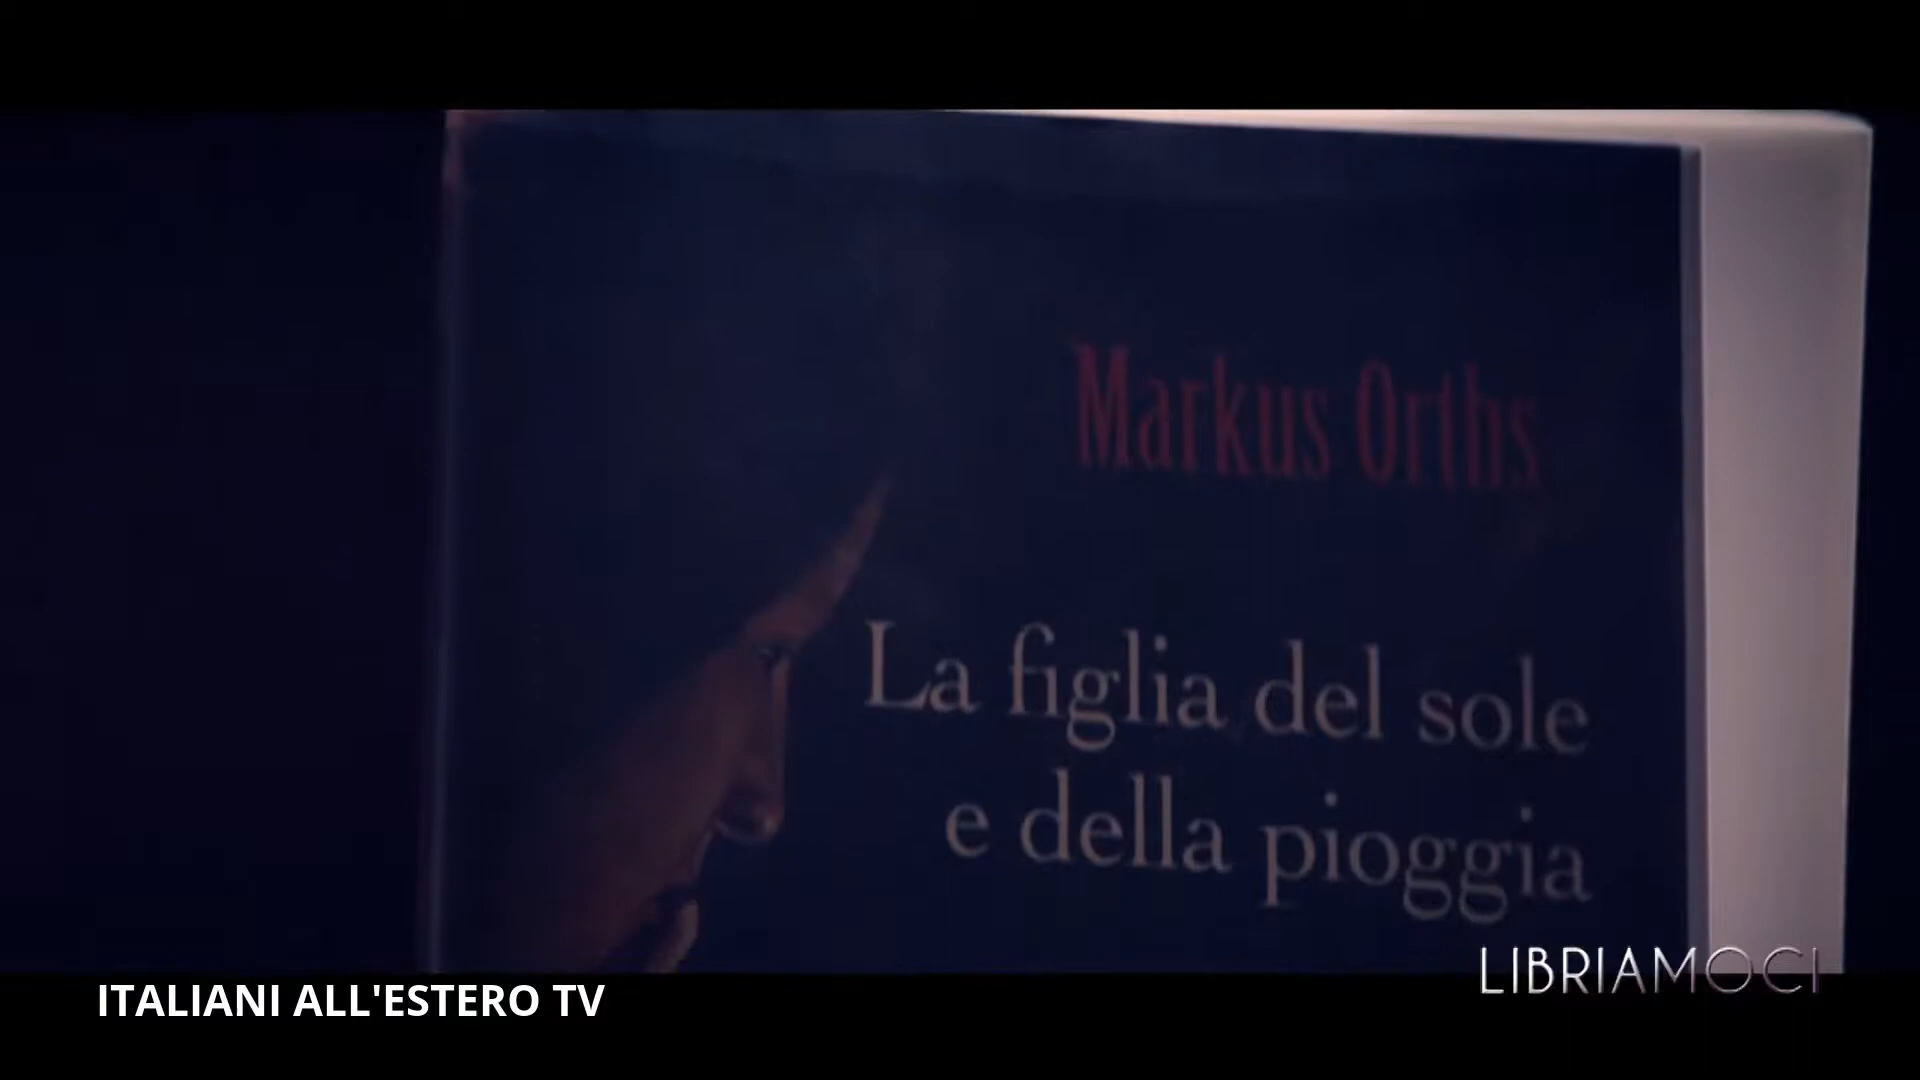 Markus Orths
La figlia del sole
e della pioggia
LIBRIAMOCI
ITALIANI ALL'ESTERO TV